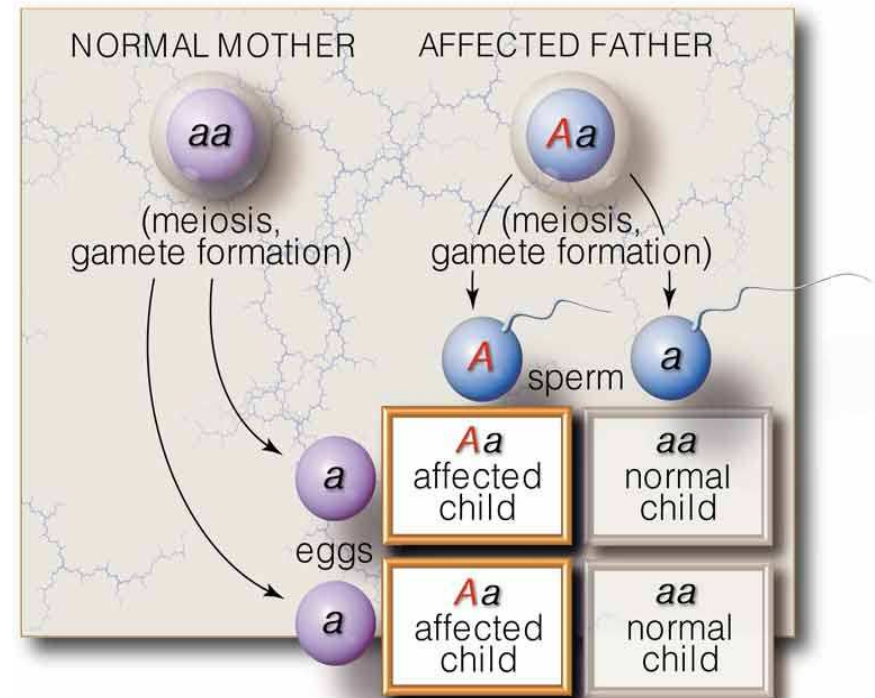 NORMAL MOTHER
AFFECTED FATHER
aa
Aa
(meiosis,
gamete formation)
(meiosis,
gamete formation)
A
sperm
a
a
eggs
a
Aa
affected
child
aa
normal
child
Aa
affected
child
aa
normal
child